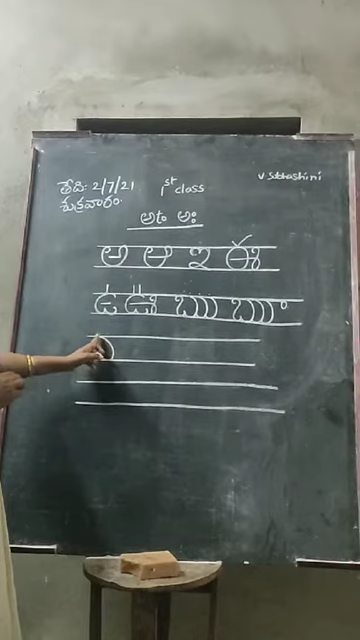 తేది: 2/7/21 1st class V Subhashini
శుక్రవారం.
అ ఆ ఇ ఈ
ఉ ఊ ఋ ౠ